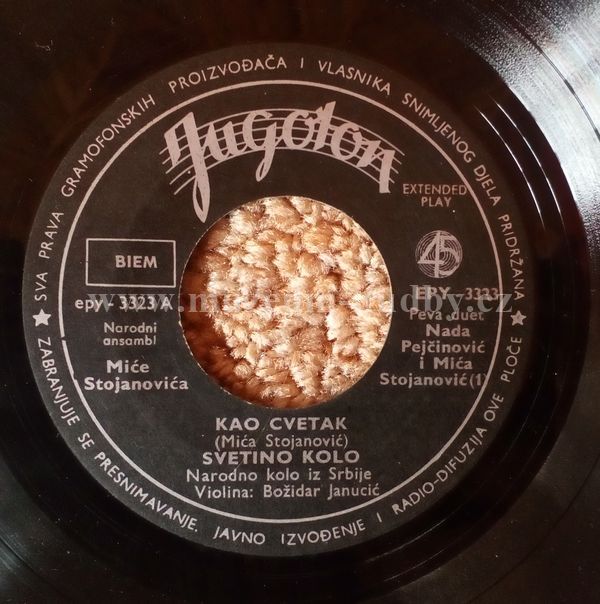 ★ SVA PRAVA GRAMOFONSKIH PROIZVOĐAČA I VLASNIKA SNIMLJENOG DJELA PRIDRŽANA ★
ZABRANJUJE SE PRESNIMAVANJE, JAVNO IZVOĐENJE I RADIO-DIFUZIJA OVE PLOČE
Jugoton
EXTENDED
PLAY
BIEM
45
epy - 3323 A
Narodni
ansambl
Miće
Stojanovića
EPY - 3323
Peva duet
Nada
Pejčinović
i Mića
Stojanović (1)
KAO CVETAK
(Mića Stojanović)
SVETINO KOLO
Narodno kolo iz Srbije
Violina: Božidar Janucić